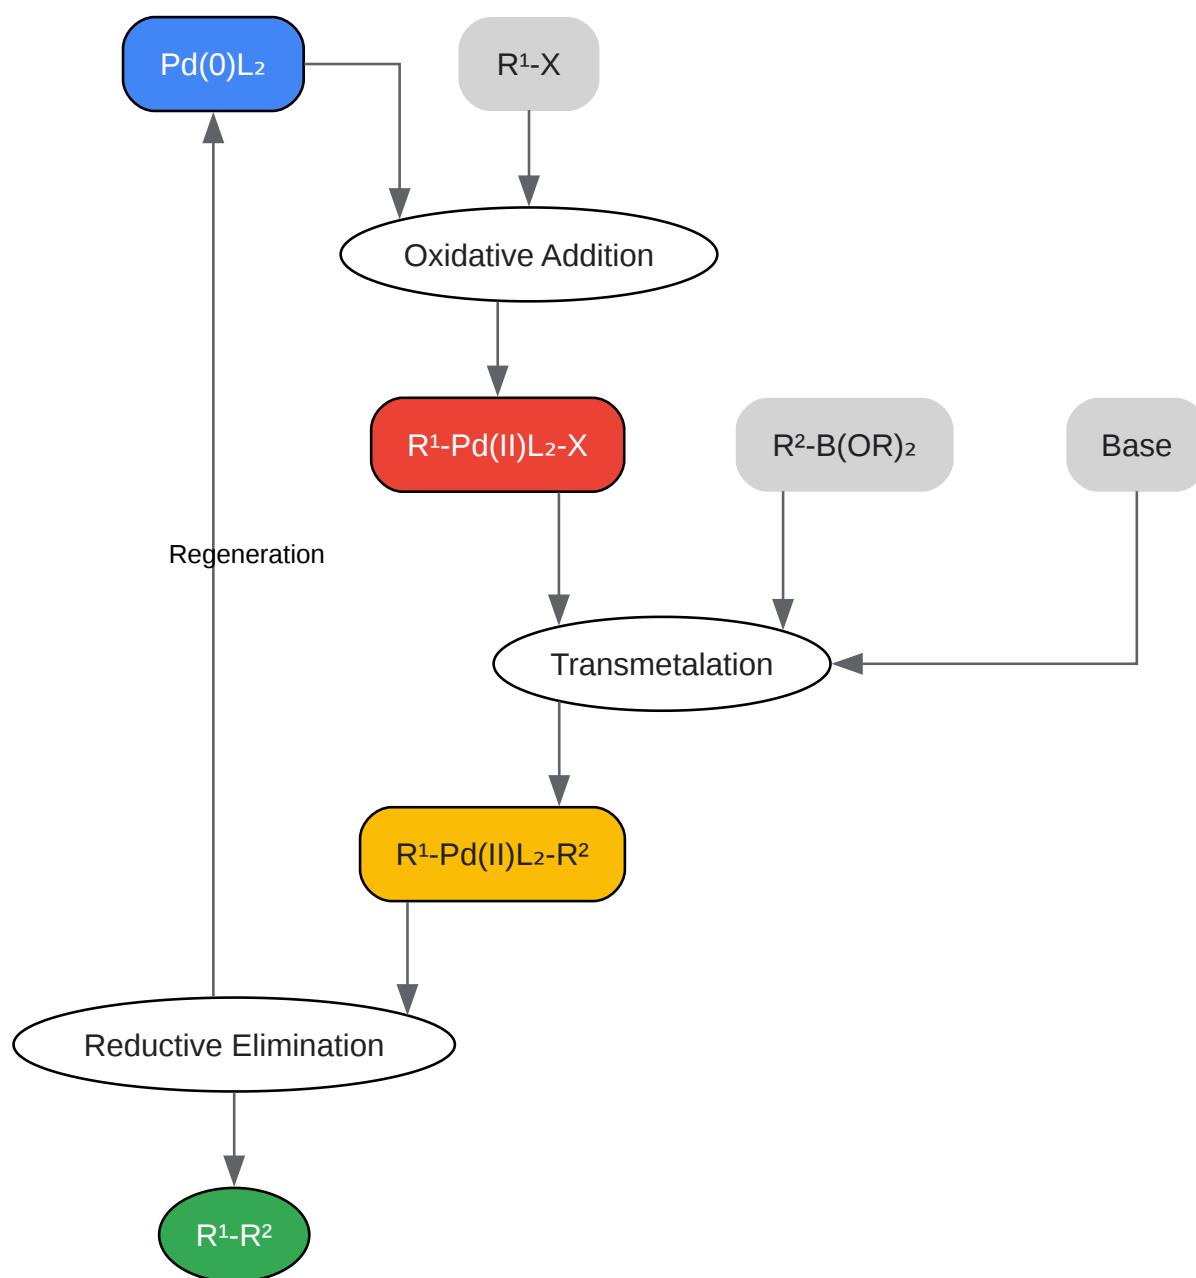 Pd(0)L₂
R¹-X
Oxidative Addition
R¹-Pd(II)L₂-X
R²-B(OR)₂
Base
Regeneration
Transmetalation
R¹-Pd(II)L₂-R²
Reductive Elimination
R¹-R²